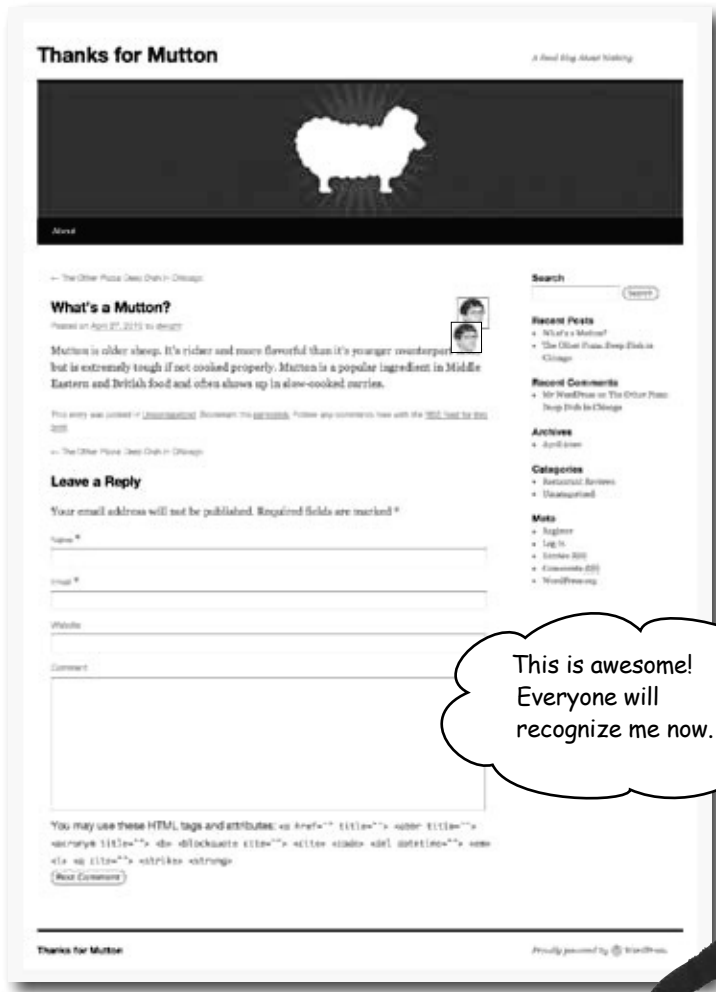 Thanks for Mutton
A Food Blog About Nothing
About
← The Other Pizza: Deep Dish in Chicago
What's a Mutton?
Posted on April 27, 2010 by dwight
Mutton is older sheep. It's richer and more flavorful than it's younger counterpart
but is extremely tough if not cooked properly. Mutton is a popular ingredient in Middle
Eastern and British food and often shows up in slow-cooked curries.
This entry was posted in Uncategorized. Bookmark the permalink. Follow any comments here with the RSS feed for this
post.
← The Other Pizza: Deep Dish in Chicago
Leave a Reply
Your email address will not be published. Required fields are marked *
Name *
Email *
Website
Comment
You may use these HTML tags and attributes: <a href="" title=""> <abbr title="">
<acronym title=""> <b> <blockquote cite=""> <cite> <code> <del datetime=""> <em>
<i> <q cite=""> <strike> <strong>
Post Comment
Search
Search
Recent Posts
What's a Mutton?
The Other Pizza: Deep Dish in
Chicago
Recent Comments
Mr WordPress on The Other Pizza:
Deep Dish in Chicago
Archives
April 2010
Categories
Restaurant Reviews
Uncategorized
Meta
Register
Log in
Entries RSS
Comments RSS
WordPress.org
This is awesome!
Everyone will
recognize me now.
Thanks for Mutton
Proudly powered by WordPress.